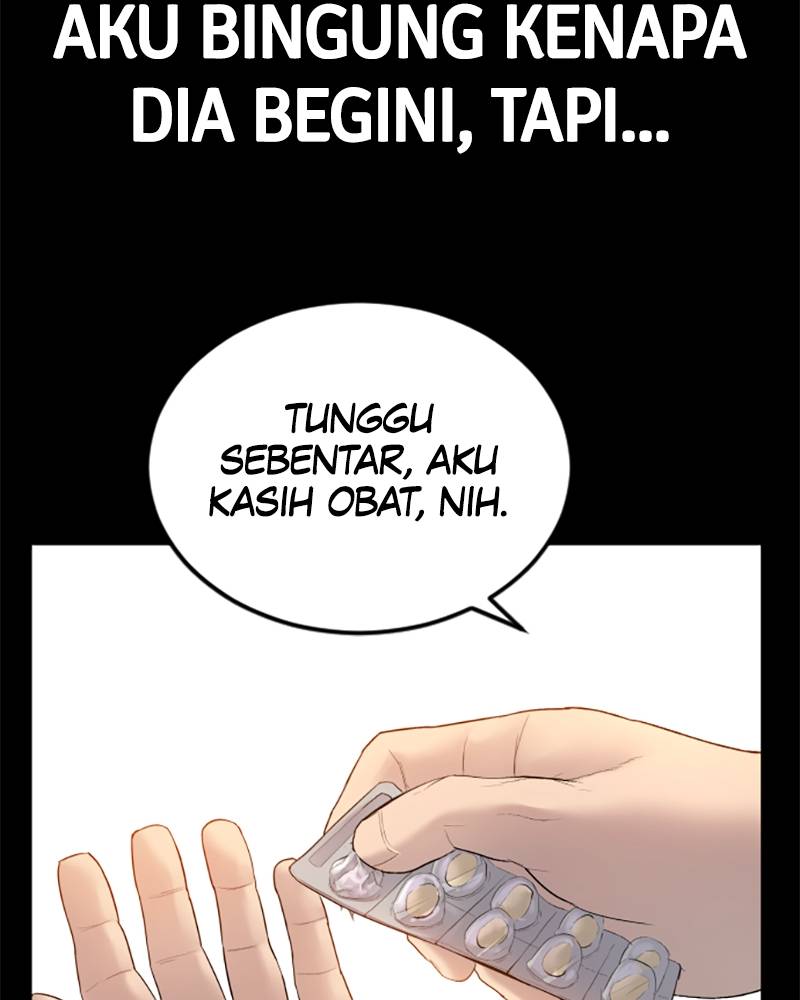 AKU BINGUNG KENAPA
DIA BEGINI, TAPI...
TUNGGU
SEBENTAR, AKU
KASIH OBAT, NIH.